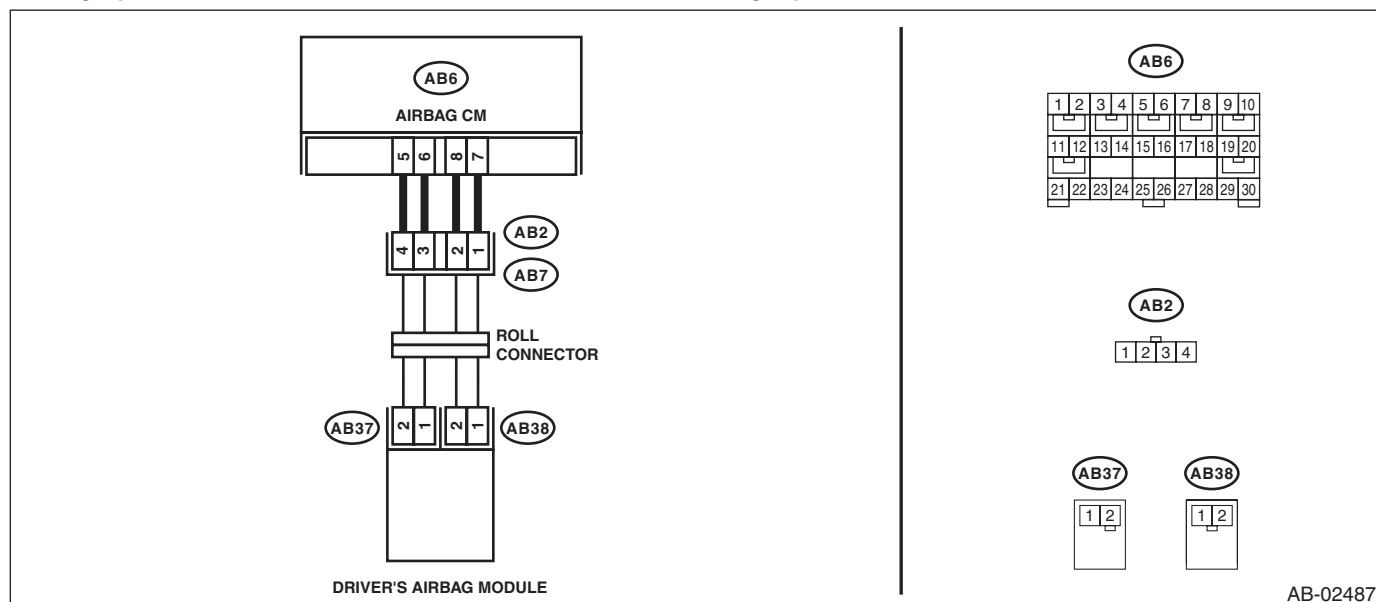 AB6
AIRBAG CM
5 6 8 7
AB2
4 3 2 1
AB7
ROLL
CONNECTOR
AB37
2 1 2 1
AB38
DRIVER'S AIRBAG MODULE
AB6
1 2 3 4 5 6 7 8 9 10
11 12 13 14 15 16 17 18 19 20
21 22 23 24 25 26 27 28 29 30
AB2
1 2 3 4
AB37 AB38
1 2 1 2
AB-02487